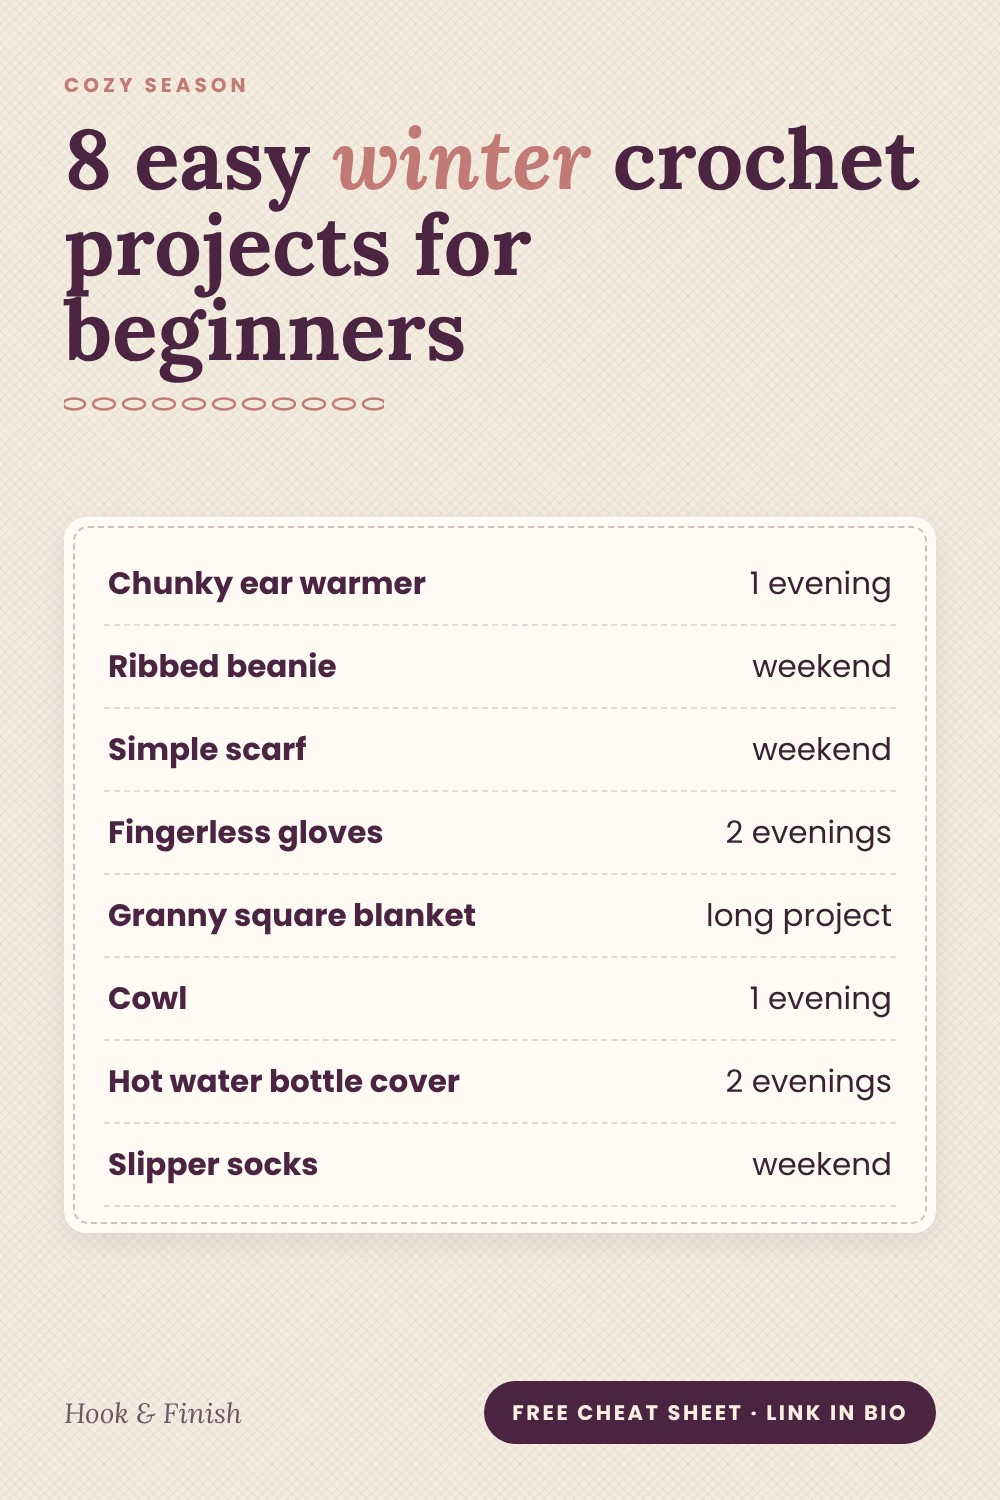 COZY SEASON
8 easy winter crochet
projects for
beginners
Chunky ear warmer 1 evening
Ribbed beanie weekend
Simple scarf weekend
Fingerless gloves 2 evenings
Granny square blanket long project
Cowl 1 evening
Hot water bottle cover 2 evenings
Slipper socks weekend
Hook & Finish FREE CHEAT SHEET · LINK IN BIO